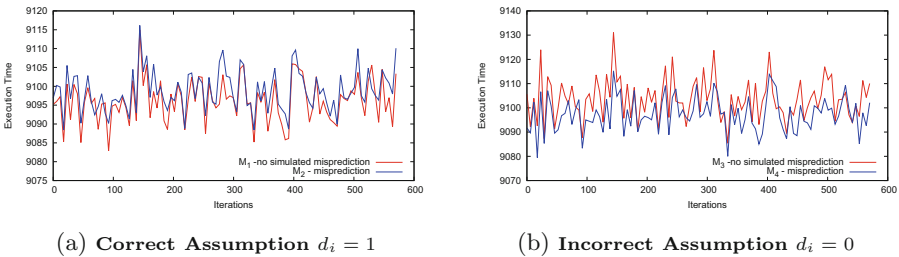 9120
9115
9110
9105
9100
9095
9090
9085
9080
9075
Execution Time
M1 -no simulated misprediction
M2 - misprediction
0 100 200 300 400 500 600
Iterations
(a) Correct Assumption di = 1
9140
9130
9120
9110
9100
9090
9080
9070
Execution Time
M3 -no simulated misprediction
M4 - misprediction
0 100 200 300 400 500 600
Iterations
(b) Incorrect Assumption di = 0